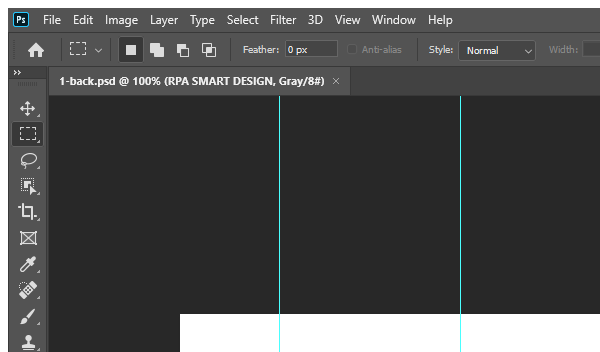 Ps File Edit Image Layer Type Select Filter 3D View Window Help
Feather: 0 px Anti-alias Style: Normal Width:
1-back.psd @ 100% (RPA SMART DESIGN, Gray/8#) ×